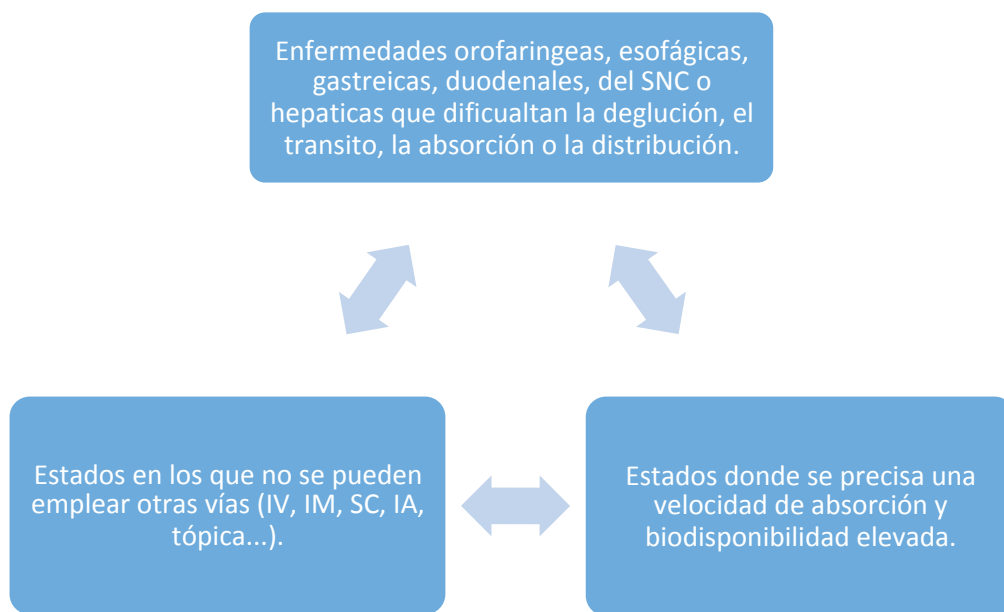 Enfermedades orofaringeas, esofágicas,
gastreicas, duodenales, del SNC o
hepaticas que dificualtan la deglución, el
transito, la absorción o la distribución.
Estados en los que no se pueden
emplear otras vías (IV, IM, SC, IA,
tópica...).
Estados donde se precisa una
velocidad de absorción y
biodisponibilidad elevada.